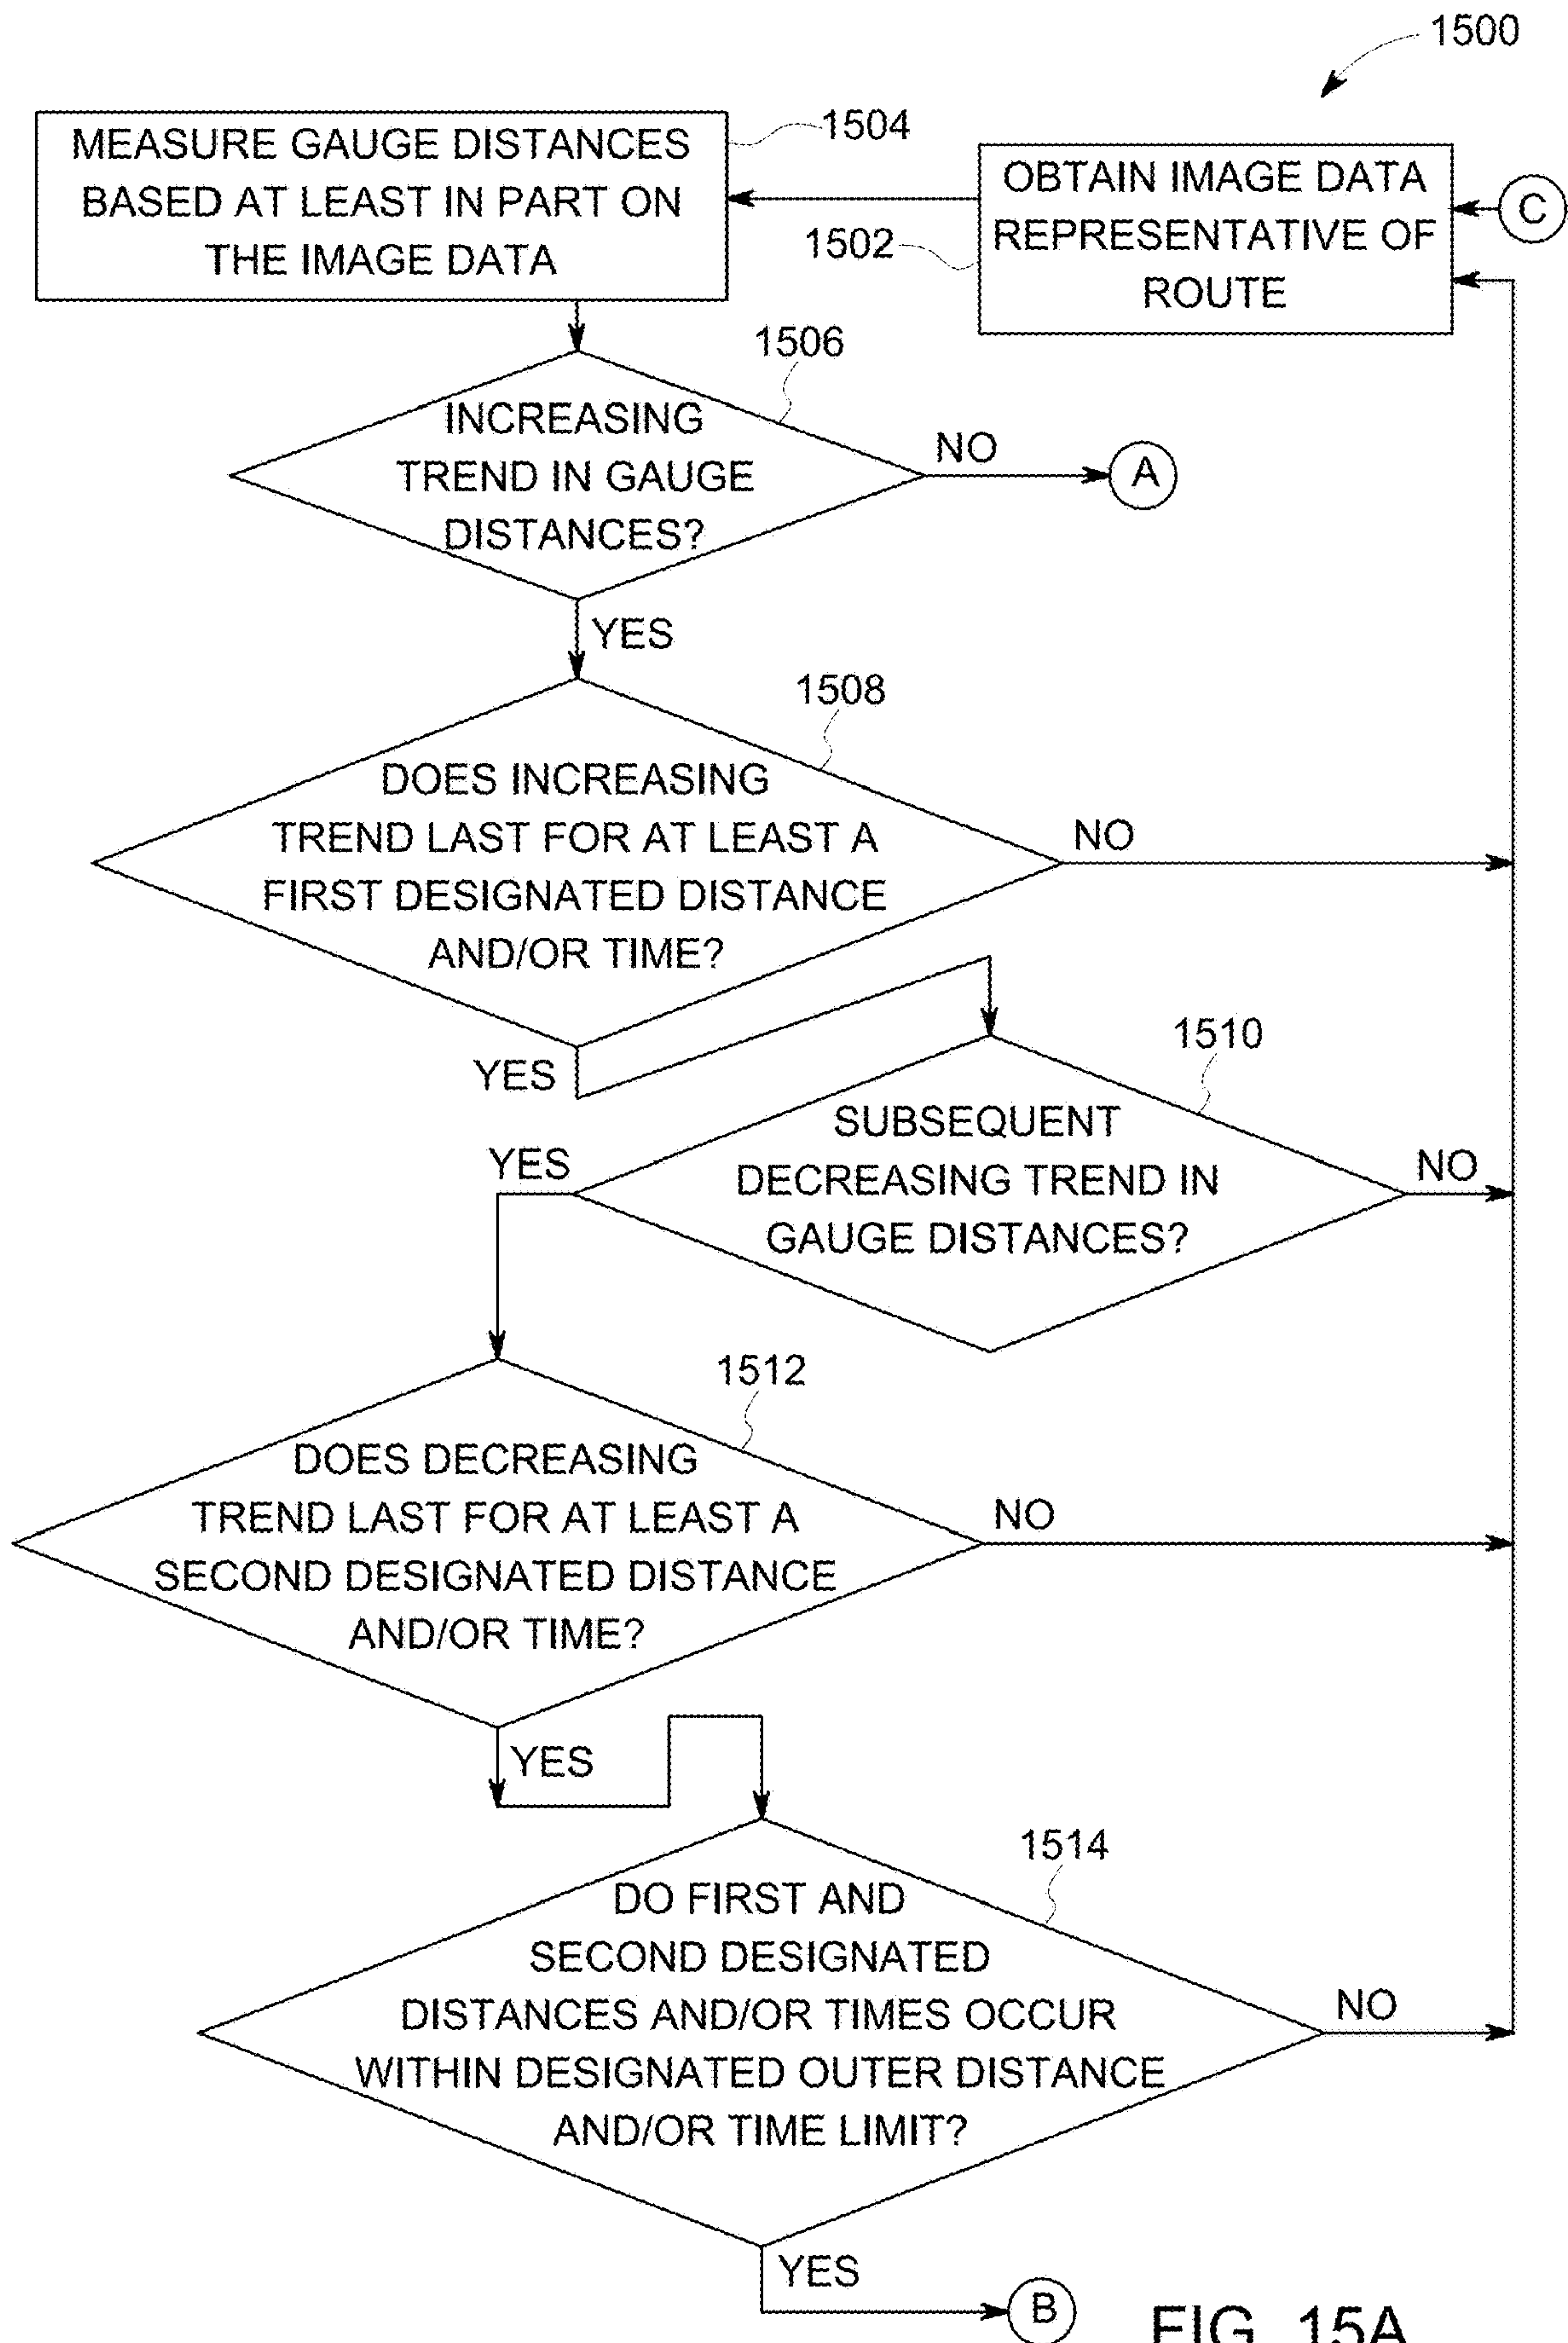 1500
MEASURE GAUGE DISTANCES
BASED AT LEAST IN PART ON
THE IMAGE DATA
1504
OBTAIN IMAGE DATA
REPRESENTATIVE OF
ROUTE
1502
C
1506
INCREASING
TREND IN GAUGE
DISTANCES?
NO
A
YES
1508
DOES INCREASING
TREND LAST FOR AT LEAST A
FIRST DESIGNATED DISTANCE
AND/OR TIME?
NO
YES
1510
SUBSEQUENT
DECREASING TREND IN
GAUGE DISTANCES?
NO
YES
1512
DOES DECREASING
TREND LAST FOR AT LEAST A
SECOND DESIGNATED DISTANCE
AND/OR TIME?
NO
YES
1514
DO FIRST AND
SECOND DESIGNATED
DISTANCES AND/OR TIMES OCCUR
WITHIN DESIGNATED OUTER DISTANCE
AND/OR TIME LIMIT?
NO
YES
B
FIG. 15A